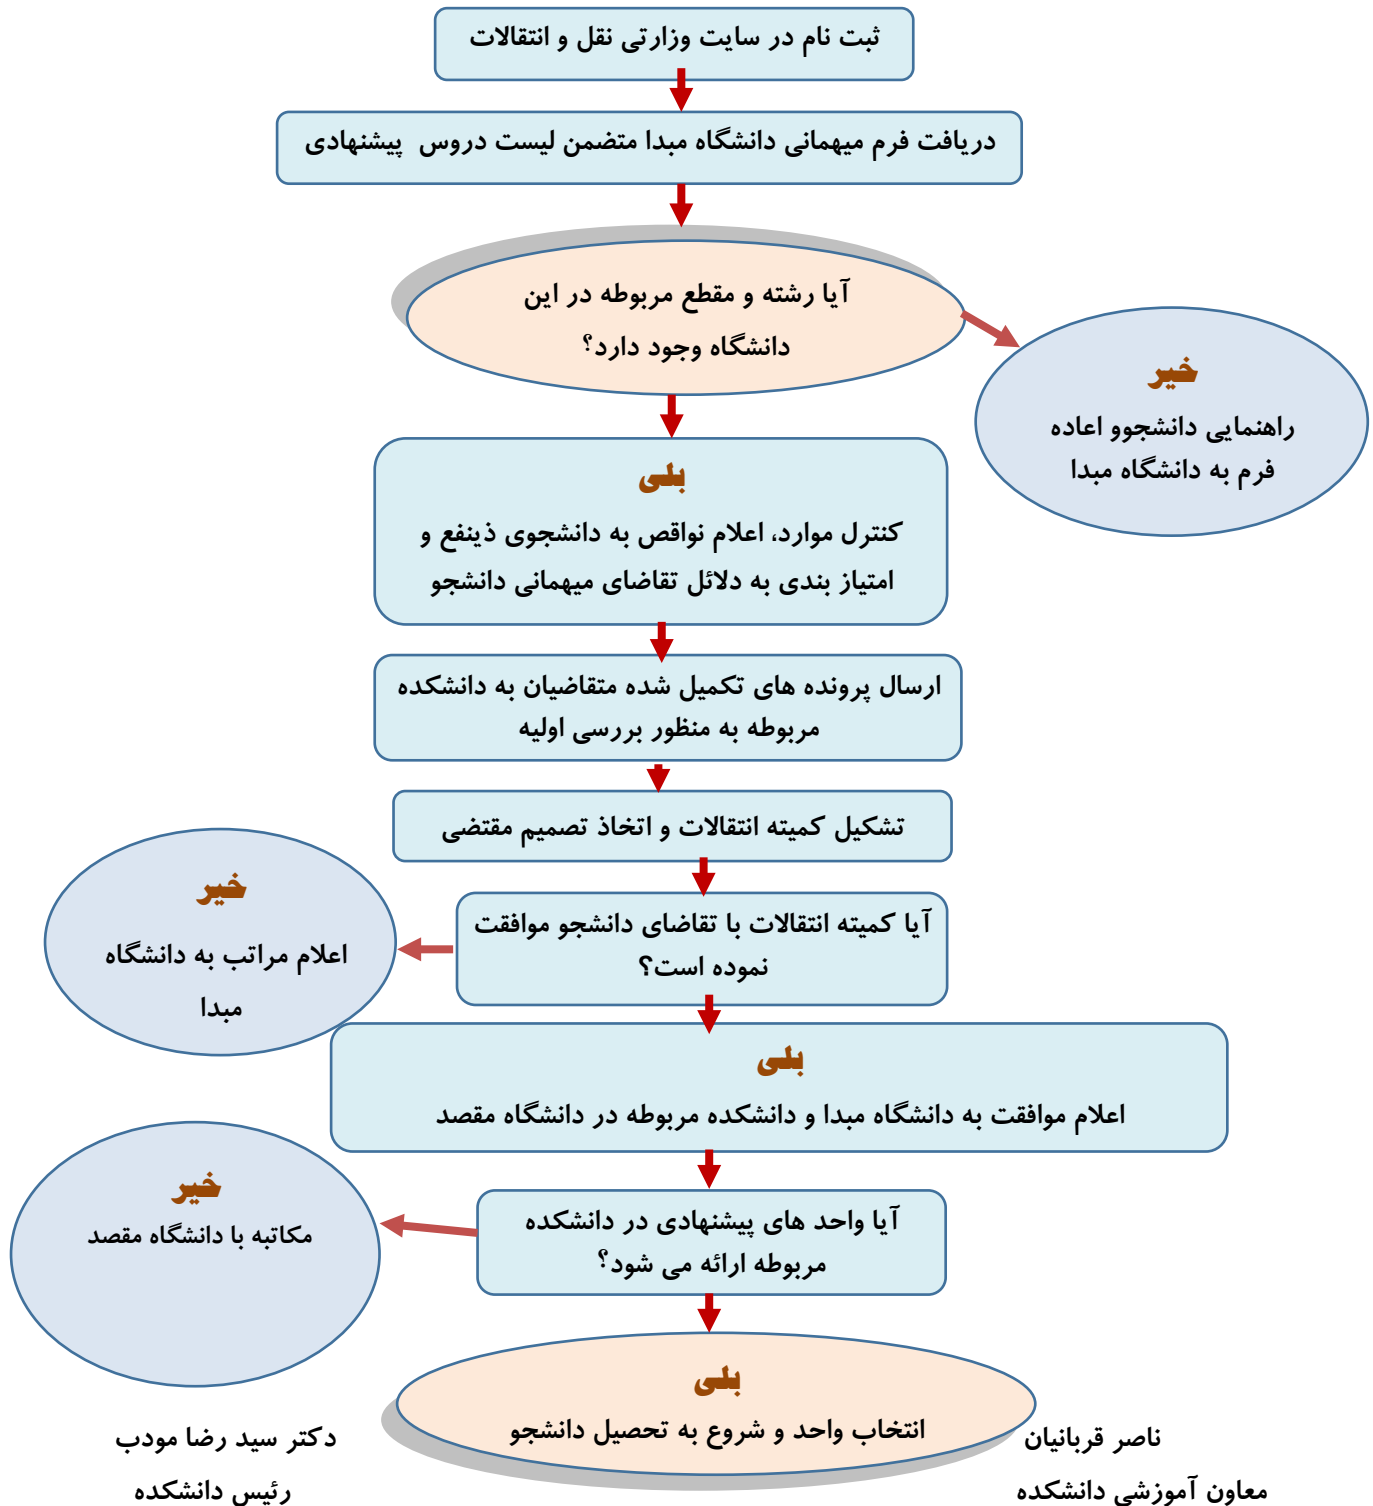 ثبت نام در سایت وزارتی نقل و انتقالات
دریافت فرم میهمانی دانشگاه مبدا متضمن لیست دروس پیشنهادی
آیا رشته و مقطع مربوطه در این
دانشگاه وجود دارد؟
خیر
راهنمایی دانشجوو اعاده
فرم به دانشگاه مبدا
بلی
کنترل موارد، اعلام نواقص به دانشجوی ذینفع و
امتیاز بندی به دلائل تقاضای میهمانی دانشجو
ارسال پرونده های تکمیل شده متقاضیان به دانشکده
مربوطه به منظور بررسی اولیه
تشکیل کمیته انتقالات و اتخاذ تصمیم مقتضی
آیا کمیته انتقالات با تقاضای دانشجو موافقت
نموده است؟
خیر
اعلام مراتب به دانشگاه
مبدا
بلی
اعلام موافقت به دانشگاه مبدا و دانشکده مربوطه در دانشگاه مقصد
آیا واحد های پیشنهادی در دانشکده
مربوطه ارائه می شود؟
خیر
مکاتبه با دانشگاه مقصد
بلی
انتخاب واحد و شروع به تحصیل دانشجو
ناصر قربانیان
معاون آموزشی دانشکده
دکتر سید رضا مودب
رئیس دانشکده